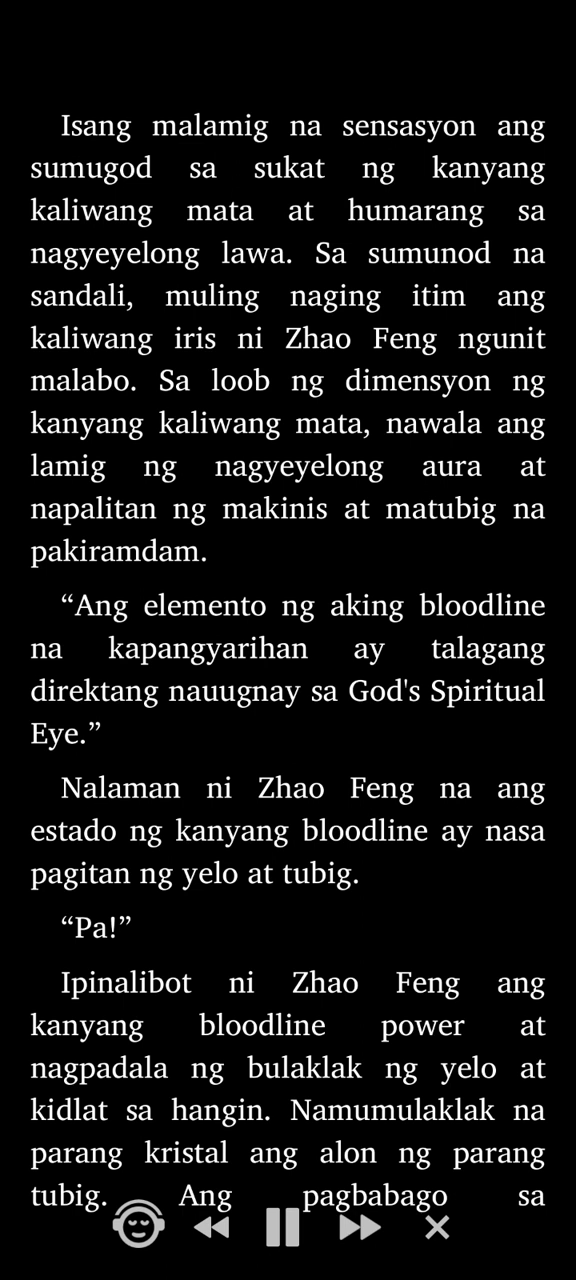 Isang malamig na sensasyon ang
sumugod sa sukat ng kanyang
kaliwang mata at humarang sa
nagyeyelong lawa. Sa sumunod na
sandali, muling naging itim ang
kaliwang iris ni Zhao Feng ngunit
malabo. Sa loob ng dimensyon ng
kanyang kaliwang mata, nawala ang
lamig ng nagyeyelong aura at
napalitan ng makinis at matubig na
pakiramdam.
“Ang elemento ng aking bloodline
na kapangyarihan ay talagang
direktang nauugnay sa God's Spiritual
Eye.”
Nalaman ni Zhao Feng na ang
estado ng kanyang bloodline ay nasa
pagitan ng yelo at tubig.
“Pa!”
Ipinalibot ni Zhao Feng ang
kanyang bloodline power at
nagpadala ng bulaklak ng yelo at
kidlat sa hangin. Namumulaklak na
parang kristal ang alon ng parang
tubig. Ang pagbabago sa